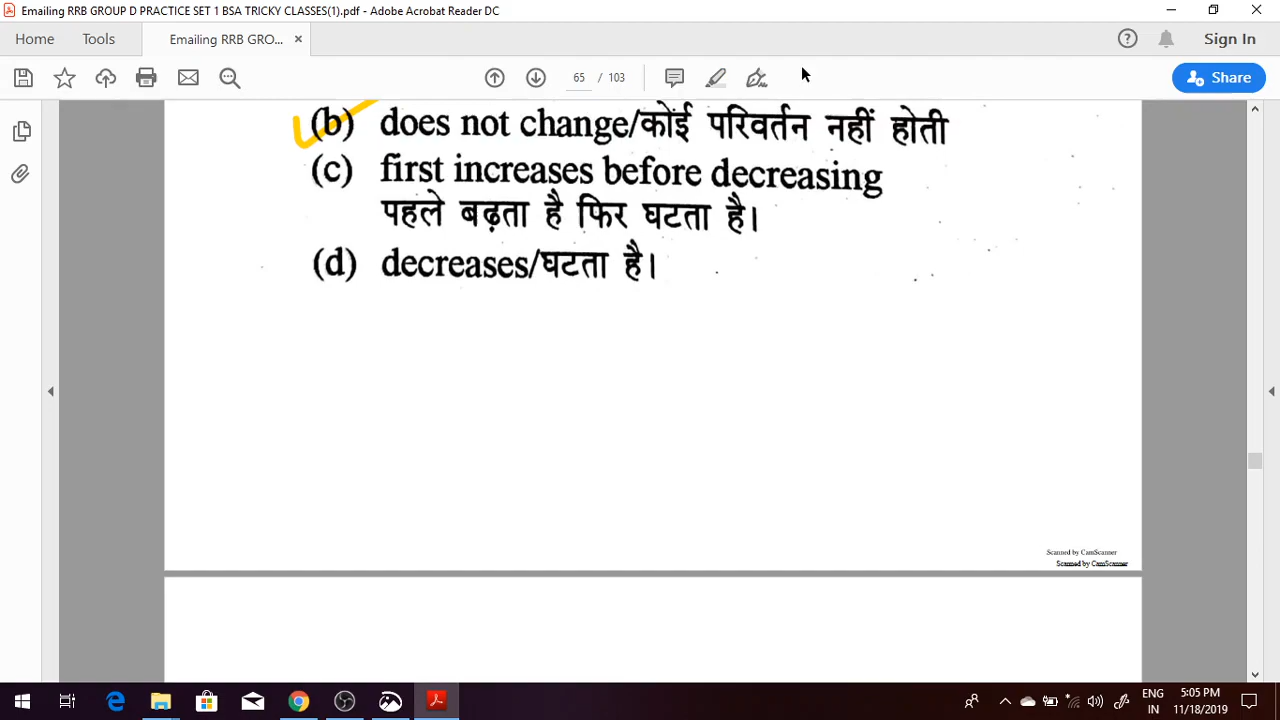 Emailing RRB GROUP D PRACTICE SET 1 BSA TRICKY CLASSES(1).pdf - Adobe Acrobat Reader DC
Home Tools Emailing RRB GRO... × Sign In
65 / 103 Share
(b) does not change/कोई परिवर्तन नहीं होती
(c) first increases before decreasing
पहले बढ़ता है फिर घटता है।
(d) decreases/घटता है।
Scanned by CamScanner
Scanned by CamScanner
ENG 5:05 PM
IN 11/18/2019